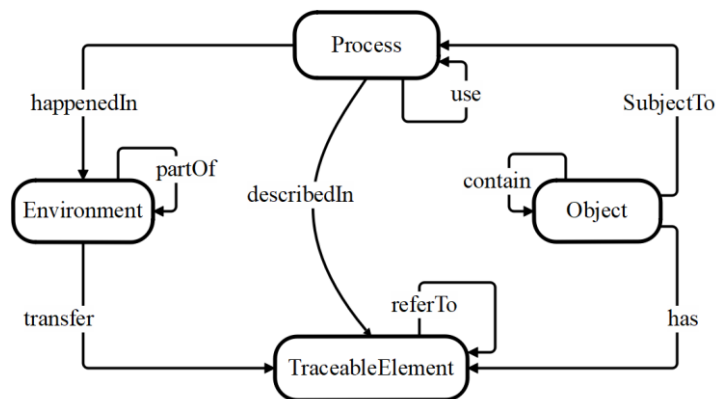 Process
use
happenedIn
SubjectTo
partOf
contain
Environment
describedIn
Object
referTo
transfer
has
TraceableElement